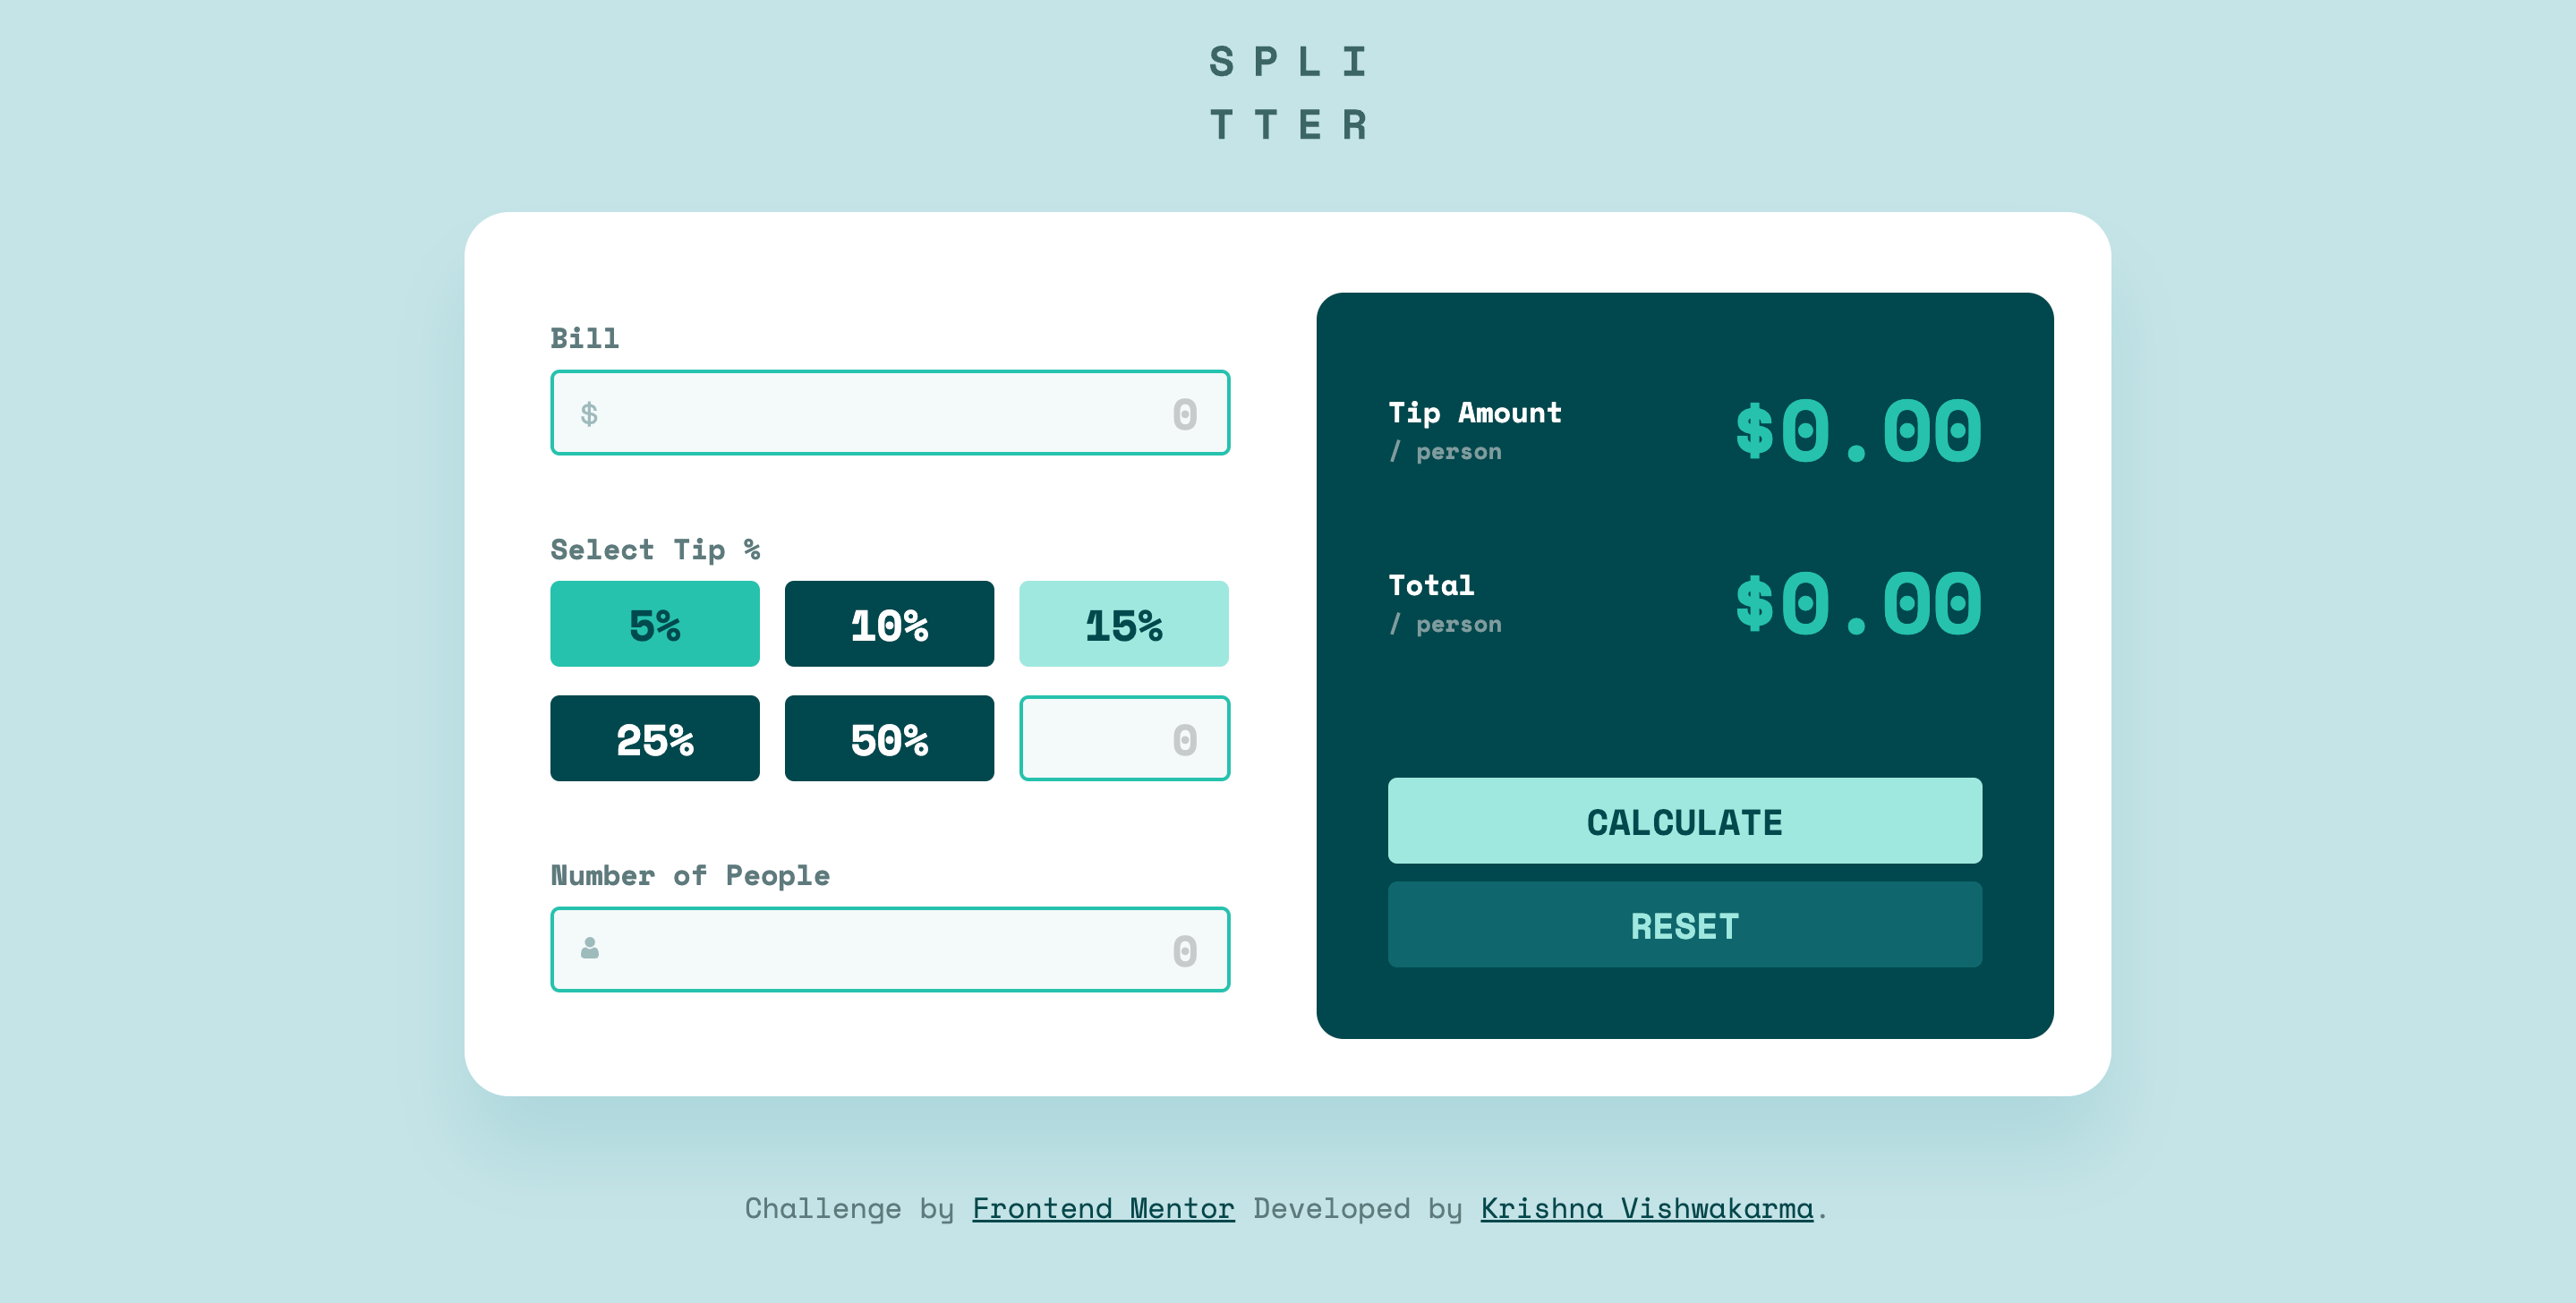 SPLI
TTER
Bill
$ 0
Select Tip %
5% 10% 15%
25% 50% 0
Number of People
0
Tip Amount
/ person
$0.00
Total
/ person
$0.00
CALCULATE
RESET
Challenge by Frontend Mentor Developed by Krishna Vishwakarma.